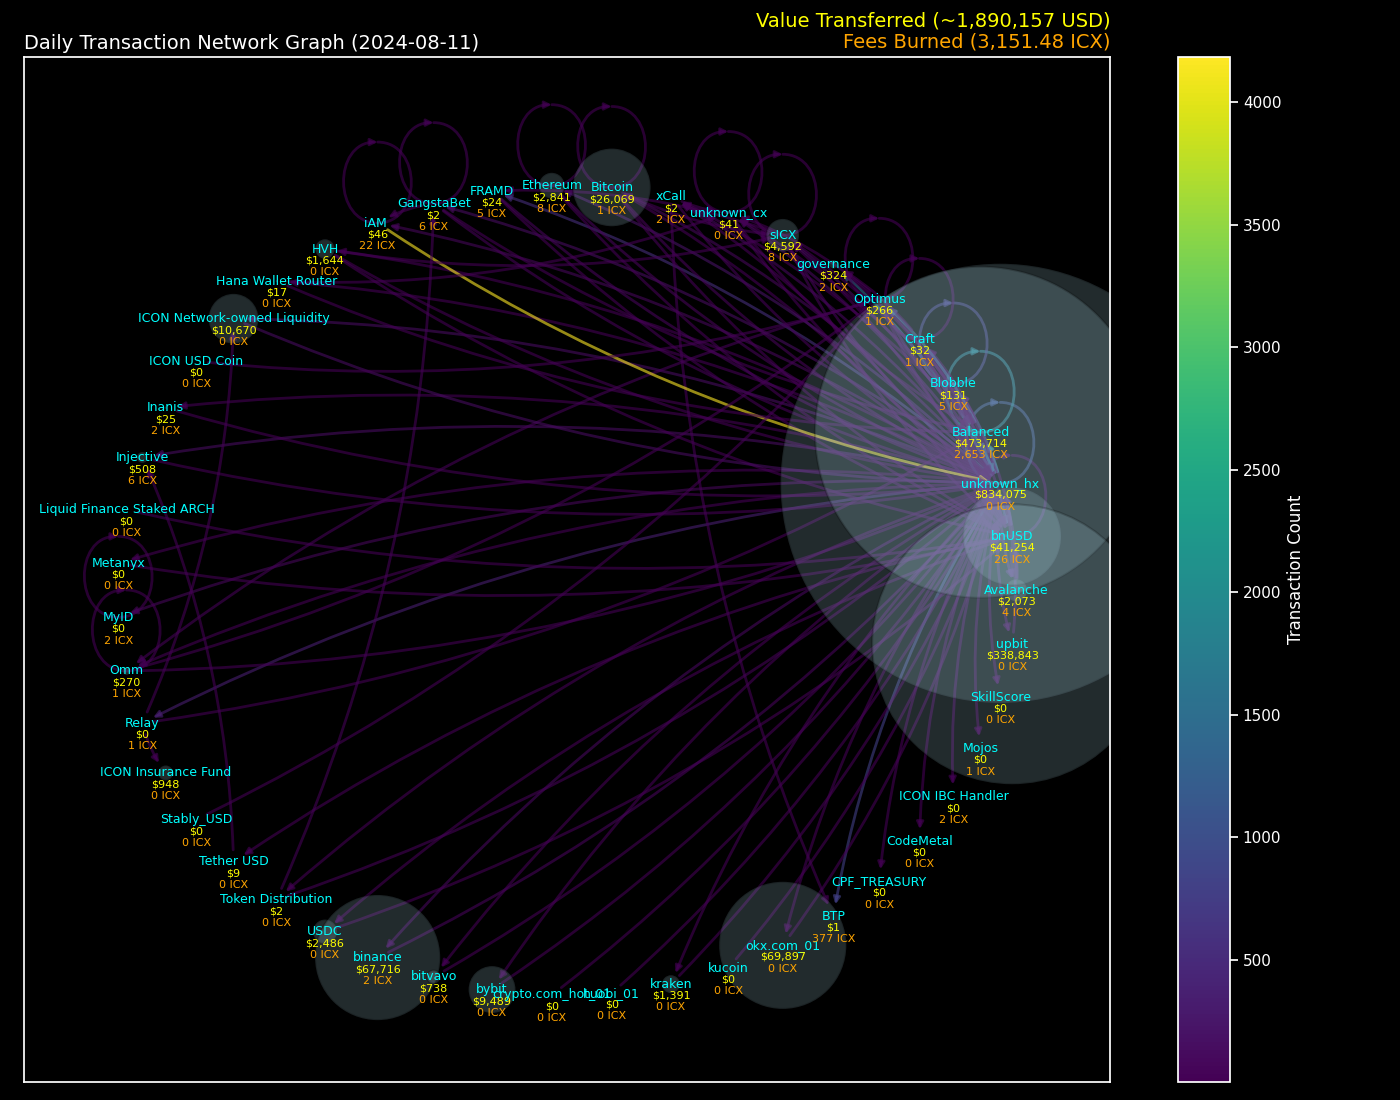 Value Transferred (~1,890,157 USD)
Daily Transaction Network Graph (2024-08-11)
Fees Burned (3,151.48 ICX)
Ethereum
$2,841
8 ICX
Bitcoin
$26,069
1 ICX
FRAMD
$24
5 ICX
xCall
$2
2 ICX
GangstaBet
$2
6 ICX
unknown_cx
$41
0 ICX
iAM
$46
22 ICX
sICX
$4,592
8 ICX
HVH
$1,644
0 ICX
governance
$324
2 ICX
Hana Wallet Router
$17
0 ICX
Optimus
$266
1 ICX
ICON Network-owned Liquidity
$10,670
0 ICX
Craft
$32
1 ICX
ICON USD Coin
$0
0 ICX
Blobble
$131
5 ICX
Inanis
$25
2 ICX
Balanced
$473,714
2,653 ICX
Injective
$508
6 ICX
unknown_hx
$834,075
0 ICX
Liquid Finance Staked ARCH
$0
0 ICX
bnUSD
$41,254
26 ICX
Metanyx
$0
0 ICX
Avalanche
$2,073
4 ICX
MyID
$0
2 ICX
upbit
$338,843
0 ICX
Omm
$270
1 ICX
SkillScore
$0
0 ICX
Relay
$0
1 ICX
Mojos
$0
1 ICX
ICON Insurance Fund
$948
0 ICX
ICON IBC Handler
$0
2 ICX
Stably_USD
$0
0 ICX
CodeMetal
$0
0 ICX
Tether USD
$9
0 ICX
CPF_TREASURY
$0
0 ICX
Token Distribution
$2
0 ICX
BTP
$1
377 ICX
USDC
$2,486
0 ICX
okx.com_01
$69,897
0 ICX
binance
$67,716
2 ICX
kucoin
$0
0 ICX
bitvavo
$738
0 ICX
kraken
$1,391
0 ICX
bybit
$9,489
0 ICX
$0
0 ICX
$0
0 ICX
4000
3500
3000
2500
2000
1500
1000
500
Transaction Count